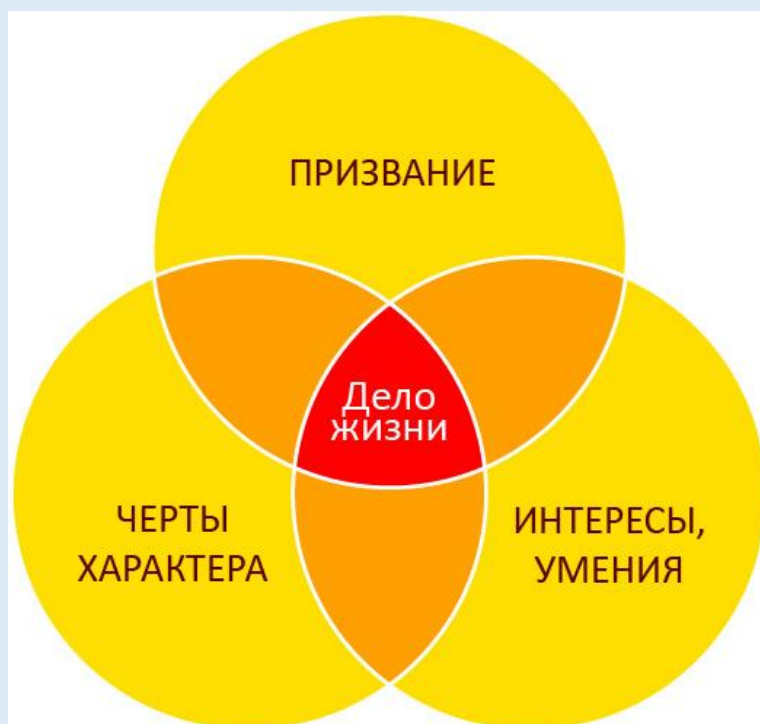 ПРИЗВАНИЕ
Дело
жизни
ЧЕРТЫ
ХАРАКТЕРА
ИНТЕРЕСЫ,
УМЕНИЯ